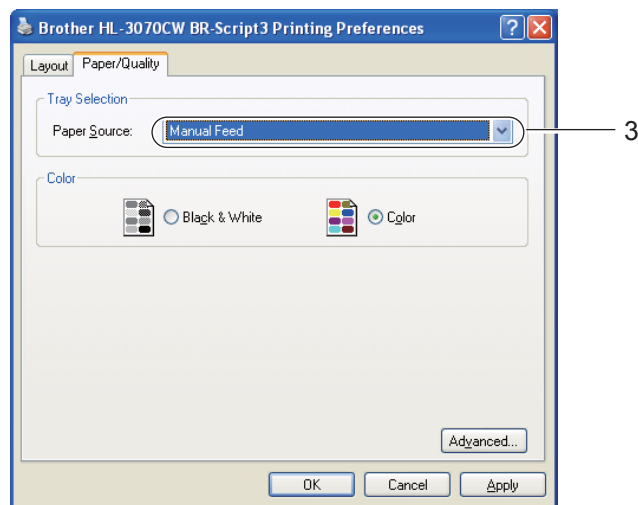 Brother HL-3070CW BR-Script3 Printing Preferences
Layout Paper/Quality
Tray Selection
Paper Source: Manual Feed 3
Color
Black & White Color
Advanced...
OK Cancel Apply